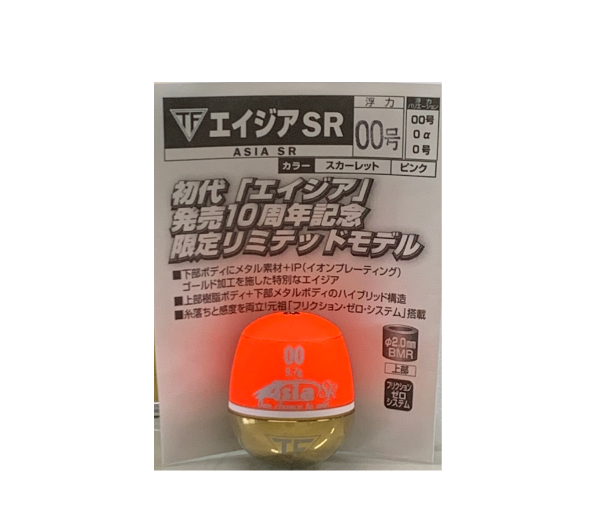 TF エイジア SR
ASIA SR
浮力
00号
浮力
バリエーション
00号
0α
0号
カラー スカーレット ピンク
初代「エイジア」
発売10周年記念
限定リミテッドモデル
■下部ボディにメタル素材+IP(イオンプレーティング)
ゴールド加工を施した特別なエイジア
■上部樹脂ボディ+下部メタルボディのハイブリッド構造
■糸落ちと感度を両立!元祖「フリクション・ゼロ・システム」搭載
φ2.0mm
BMR
上部
フリクション
ゼロ
システム
00
Asia SR
TF